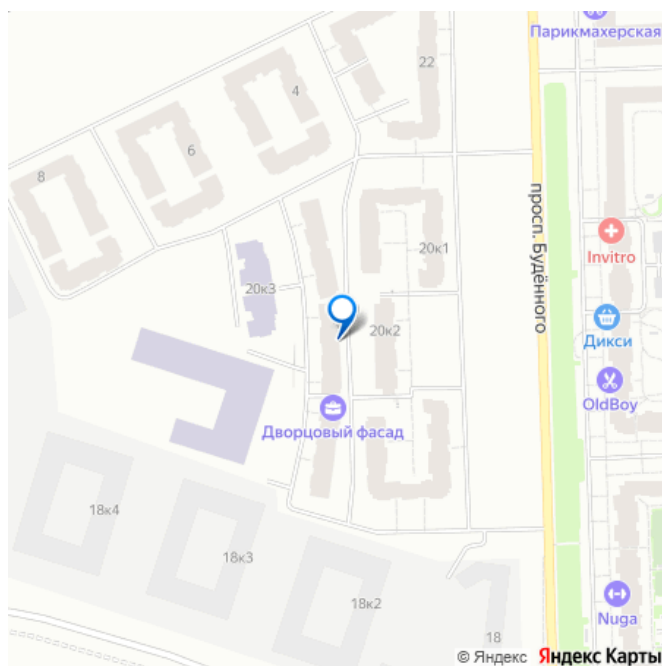 Парикмахерская
22
4
6
8
20к1
просп. Будённого
Invitro
20к3
20к2
Дикси
OldBoy
Дворцовый фасад
18к4
18к3
18к2
18
Nuga
© Яндекс Яндекс Карты